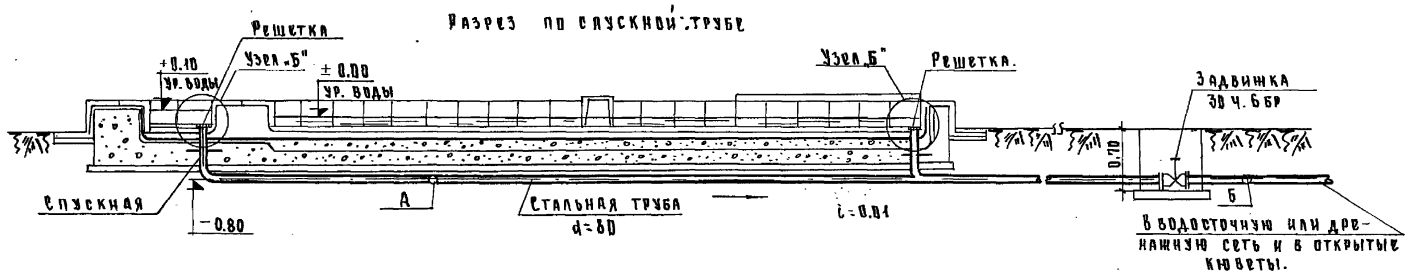 РАЗРЕЗ ПО СПУСКНОЙ ТРУБЕ
РЕШЕТКА
УЗЕЛ „Б"
+0.10
УР. ВОДЫ
± 0.00
УР. ВОДЫ
УЗЕЛ „Б"
РЕШЕТКА.
ЗАДВИЖКА
30 Ч. 6 БР
0.70
СПУСКНАЯ
А
СТАЛЬНАЯ ТРУБА
d=80
i=0.01
Б
-0.80
В ВОДОСТОЧНУЮ ИЛИ ДРЕ-
НАЖНУЮ СЕТЬ И В ОТКРЫТЫЕ
КЮВЕТЫ.